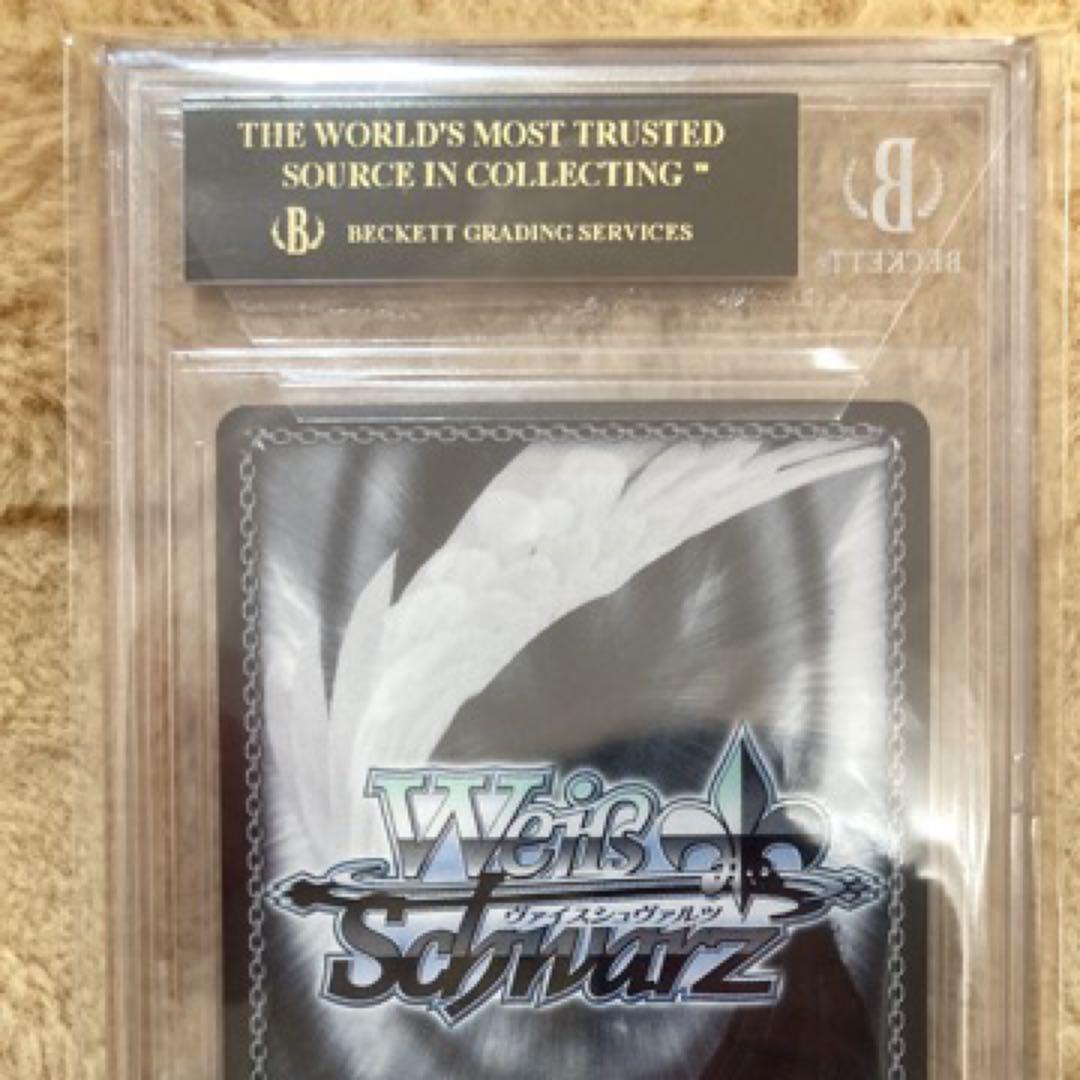 THE WORLD'S MOST TRUSTED
SOURCE IN COLLECTING ™
B BECKETT GRADING SERVICES
B
BECKETT
Weiß
ヴァイスシュヴァルツ
Schwarz